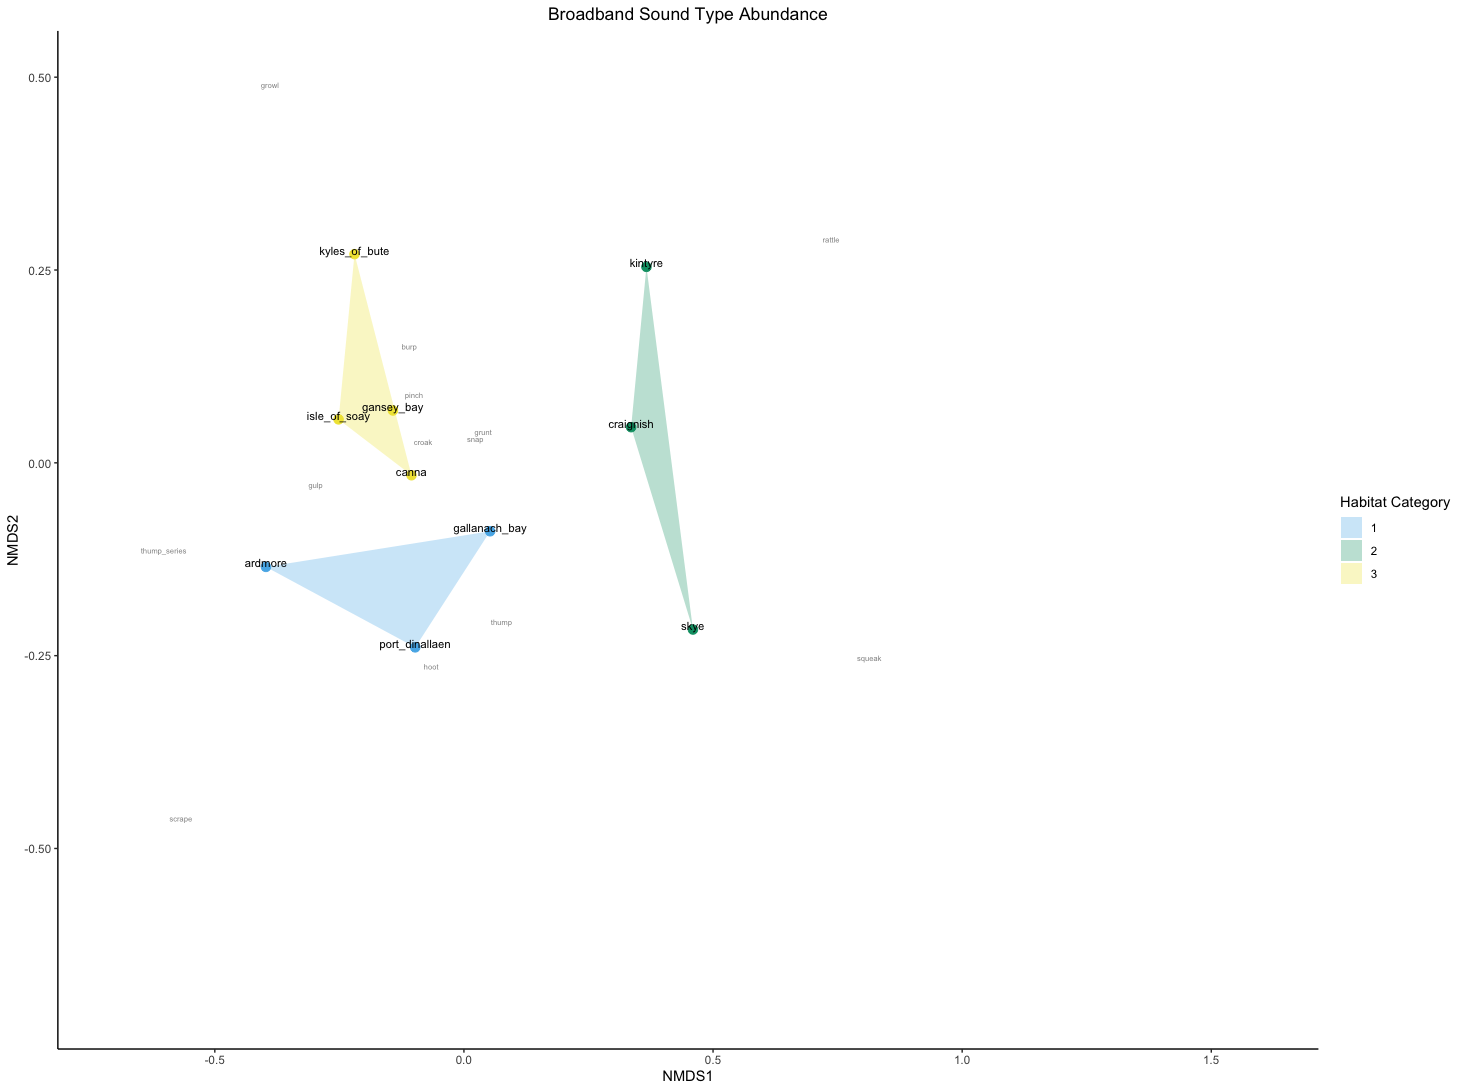 Broadband Sound Type Abundance
growl
rattle
kyles_of_bute
kintyre
burp
pinch
gansey_bay
isle_of_soay
craignish
grunt
snap
croak
canna
gulp
gallanach_bay
thump_series
ardmore
thump
skye
port_dinallaen
squeak
hoot
scrape
0.50
0.25
0.00
-0.25
-0.50
NMDS2
-0.5 0.0 0.5 1.0 1.5
NMDS1
Habitat Category
1
2
3